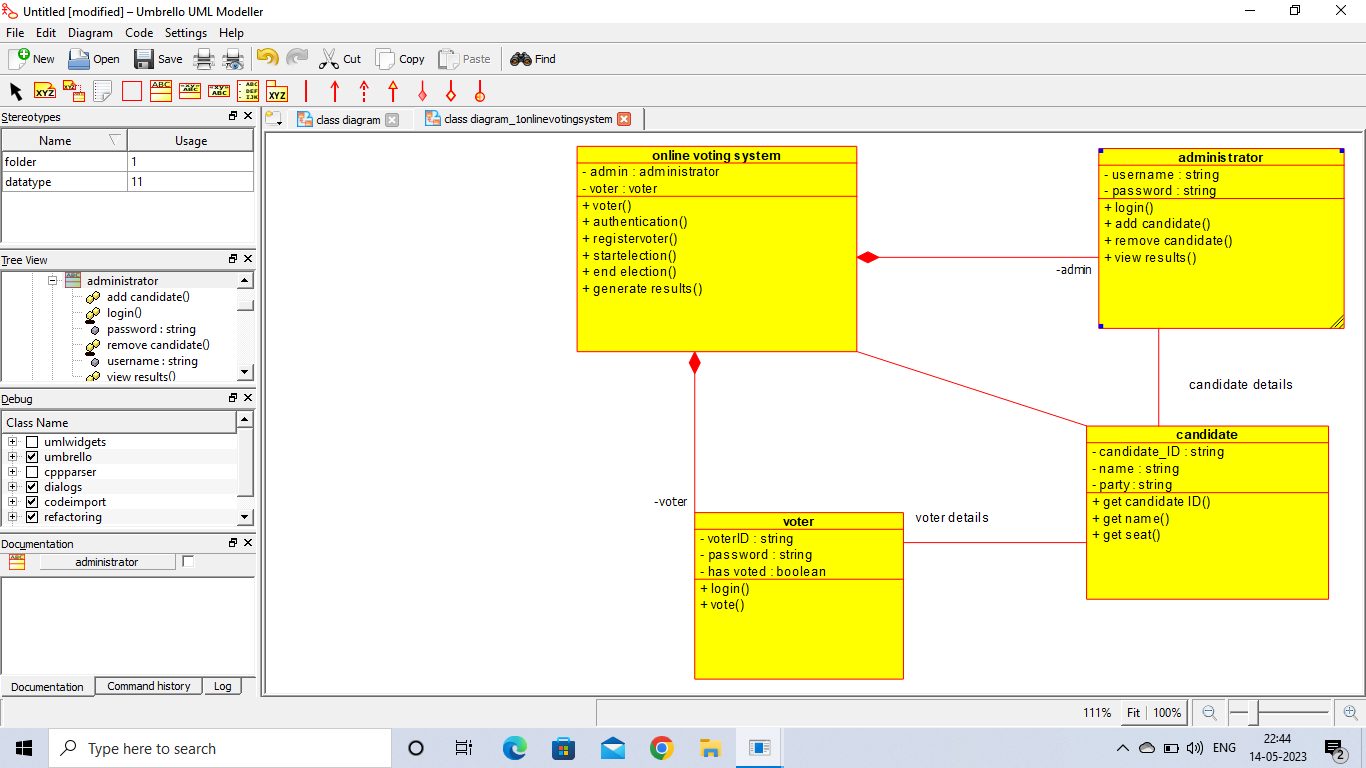 Untitled [modified] – Umbrello UML Modeller
File Edit Diagram Code Settings Help
New Open Save Cut Copy Paste Find
XYZ ABC XYZ
Stereotypes
Name Usage
folder 1
datatype 11
Tree View
administrator
add candidate()
login()
password : string
remove candidate()
username : string
view results()
Debug
Class Name
umlwidgets
umbrello
cppparser
dialogs
codeimport
refactoring
Documentation
administrator
Documentation Command history Log
class diagram class diagram_1onlinevotingsystem
online voting system
- admin : administrator
- voter : voter
+ voter()
+ authentication()
+ registervoter()
+ startelection()
+ end election()
+ generate results()
administrator
- username : string
- password : string
+ login()
+ add candidate()
+ remove candidate()
+ view results()
-admin
candidate details
candidate
- candidate_ID : string
- name : string
- party : string
+ get candidate ID()
+ get name()
+ get seat()
-voter
voter details
voter
- voterID : string
- password : string
- has voted : boolean
+ login()
+ vote()
111% Fit 100%
Type here to search
ENG
22:44
14-05-2023
2